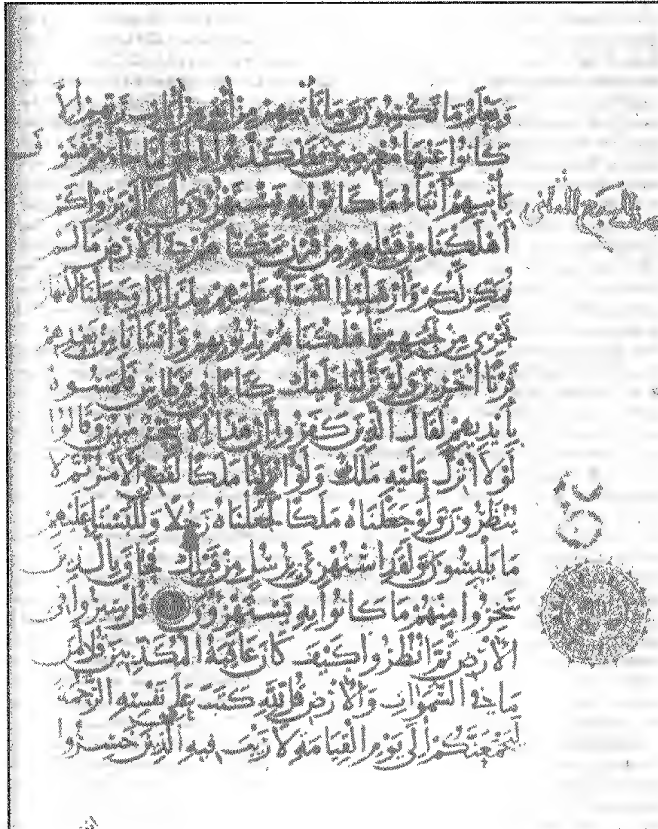 ويعلم ما تكسبون وما تأتيهم من آية من آيات ربهم إلا
كانوا عنها معرضين فقد كذبوا بالحق لما جاءهم فسوف
يأتيهم أنباء ما كانوا به يستهزؤن ألم يروا كم
السبع الثاني
أهلكنا من قبلهم من قرن مكناهم في الأرض ما لم
نمكن لكم وأرسلنا السماء عليهم مدرارا وجعلنا الأنهار
تجري من تحتهم فأهلكناهم بذنوبهم وأنشأنا من بعدهم
قرنا آخرين ولو نزلنا عليك كتابا في قرطاس فلمسوه
بأيديهم لقال الذين كفروا إن هذا إلا سحر مبين وقالوا
لولا أنزل عليه ملك ولو أنزلنا ملكا لقضي الأمر ثم لا
ينظرون ولو جعلناه ملكا لجعلناه رجلا وللبسنا عليهم
ما يلبسون ولقد استهزئ برسل من قبلك فحاق بالذين
سخروا منهم ما كانوا به يستهزؤن قل سيروا في
الأرض ثم انظروا كيف كان عاقبة المكذبين قل لمن
ما في السموات والأرض قل لله كتب على نفسه الرحمة
ليجمعنكم إلى يوم القيامة لا ريب فيه الذين خسروا